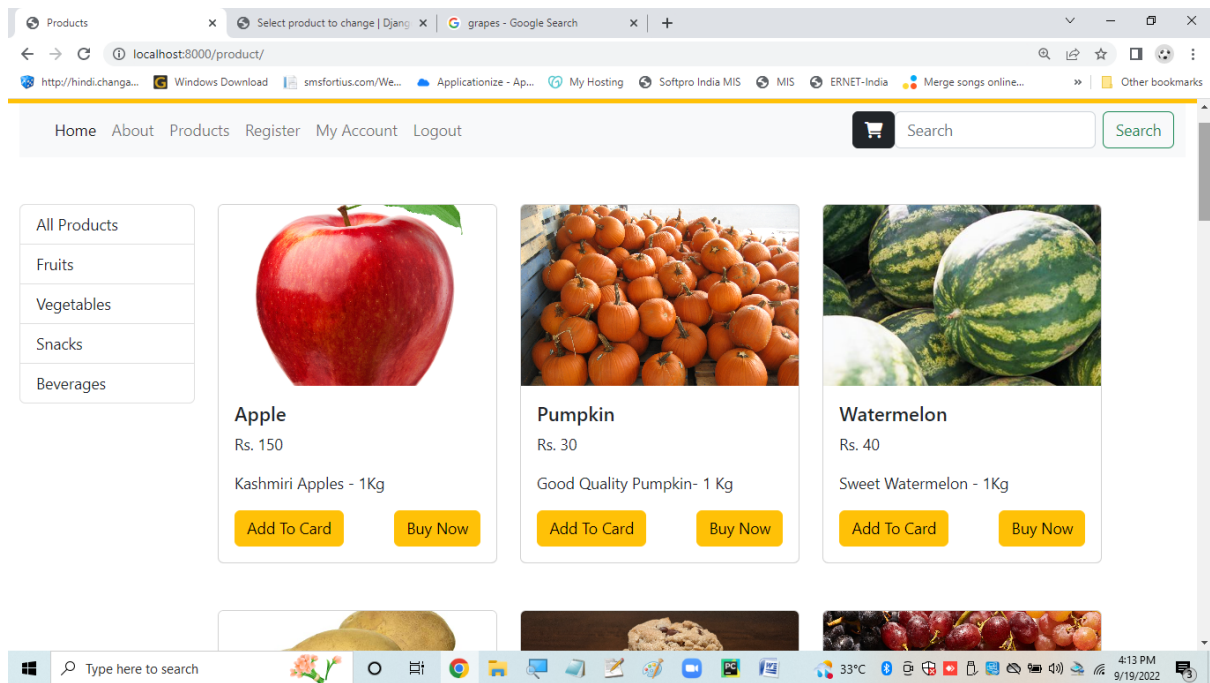 Products
Select product to change | Djang
grapes - Google Search
localhost:8000/product/
http://hindi.changa... Windows Download smsfortius.com/We... Applicationize - Ap... My Hosting Softpro India MIS MIS ERNET-India Merge songs online... » Other bookmarks
Home About Products Register My Account Logout Search Search
All Products
Fruits
Vegetables
Snacks
Beverages
Apple
Rs. 150
Kashmiri Apples - 1Kg
Add To Card Buy Now
Pumpkin
Rs. 30
Good Quality Pumpkin- 1 Kg
Add To Card Buy Now
Watermelon
Rs. 40
Sweet Watermelon - 1Kg
Add To Card Buy Now
Type here to search
33°C
4:13 PM
9/19/2022
3